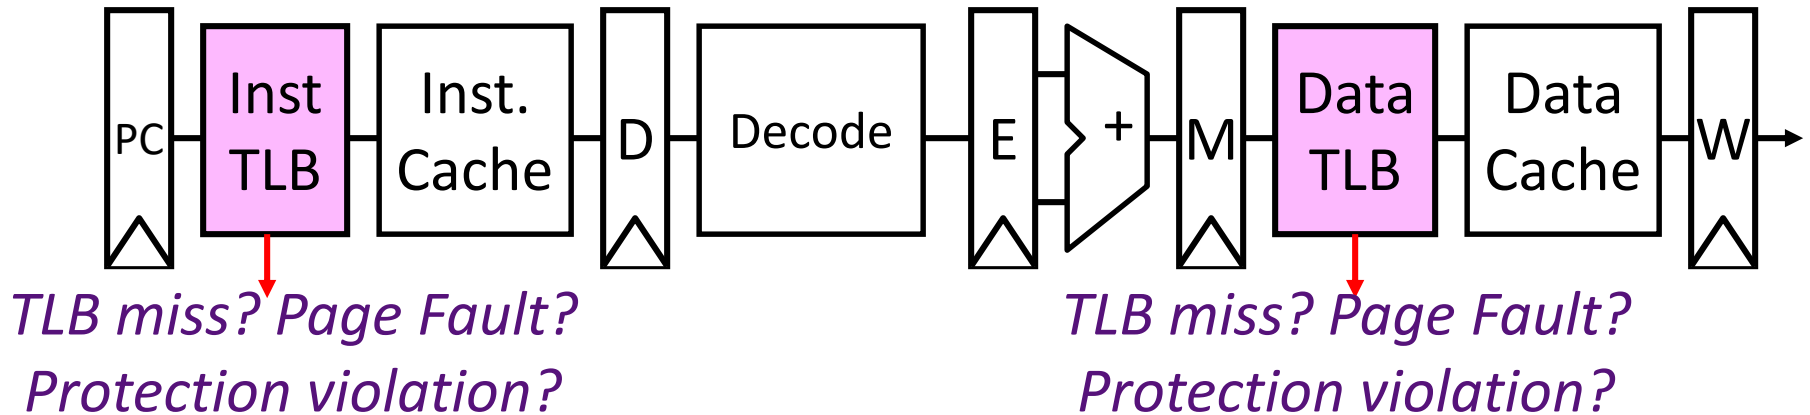 PC
Inst
TLB
Inst.
Cache
D
Decode
E
+
M
Data
TLB
Data
Cache
W
TLB miss? Page Fault?
Protection violation?
TLB miss? Page Fault?
Protection violation?